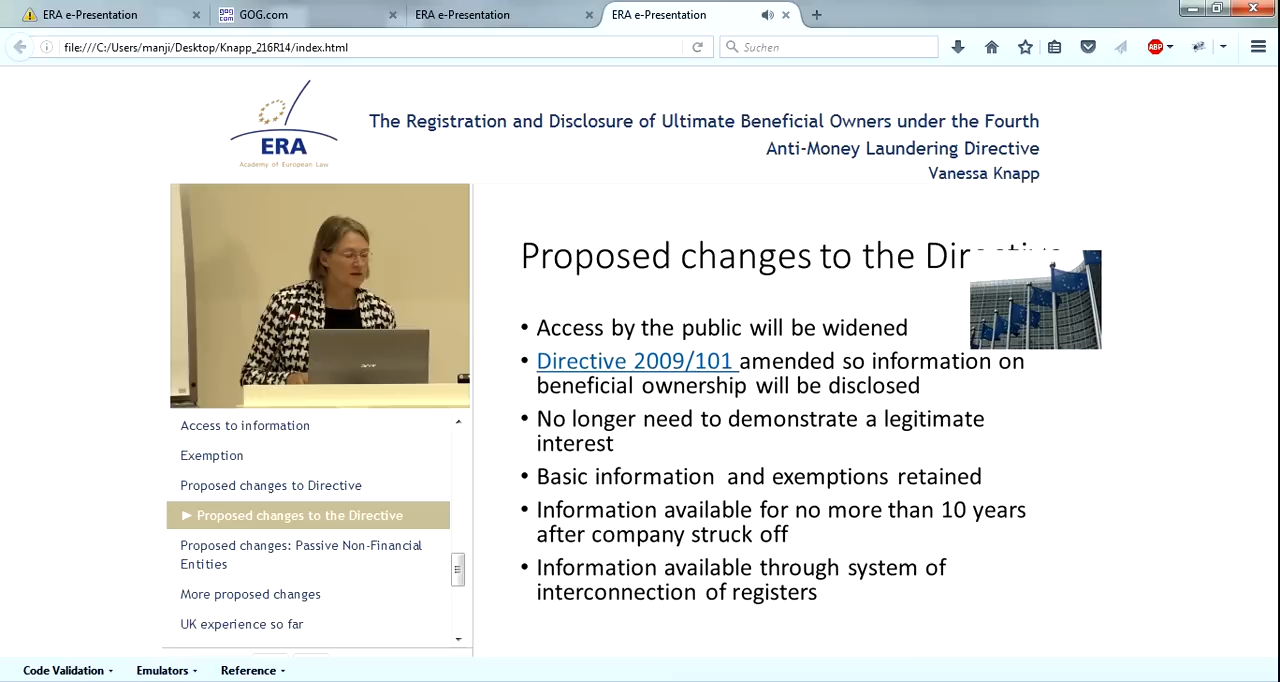 ERA e-Presentation
GOG.com
ERA e-Presentation
ERA e-Presentation
file:///C:/Users/manji/Desktop/Knapp_216R14/index.html
Suchen
ABP
gog
com
ERA
Academy of European Law
The Registration and Disclosure of Ultimate Beneficial Owners under the Fourth
Anti-Money Laundering Directive
Vanessa Knapp
Access to information
Exemption
Proposed changes to Directive
► Proposed changes to the Directive
Proposed changes: Passive Non-Financial
Entities
More proposed changes
UK experience so far
Proposed changes to the Directive
• Access by the public will be widened
• Directive 2009/101 amended so information on
beneficial ownership will be disclosed
• No longer need to demonstrate a legitimate
interest
• Basic information and exemptions retained
• Information available for no more than 10 years
after company struck off
• Information available through system of
interconnection of registers
Code Validation
Emulators
Reference